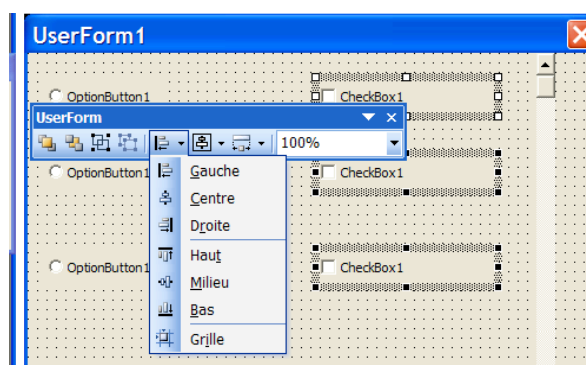 UserForm1
OptionButton1 CheckBox1
UserForm
100%
OptionButton1 CheckBox1
Gauche
Centre
Droite
Haut
OptionButton1 CheckBox1
Milieu
Bas
Grille